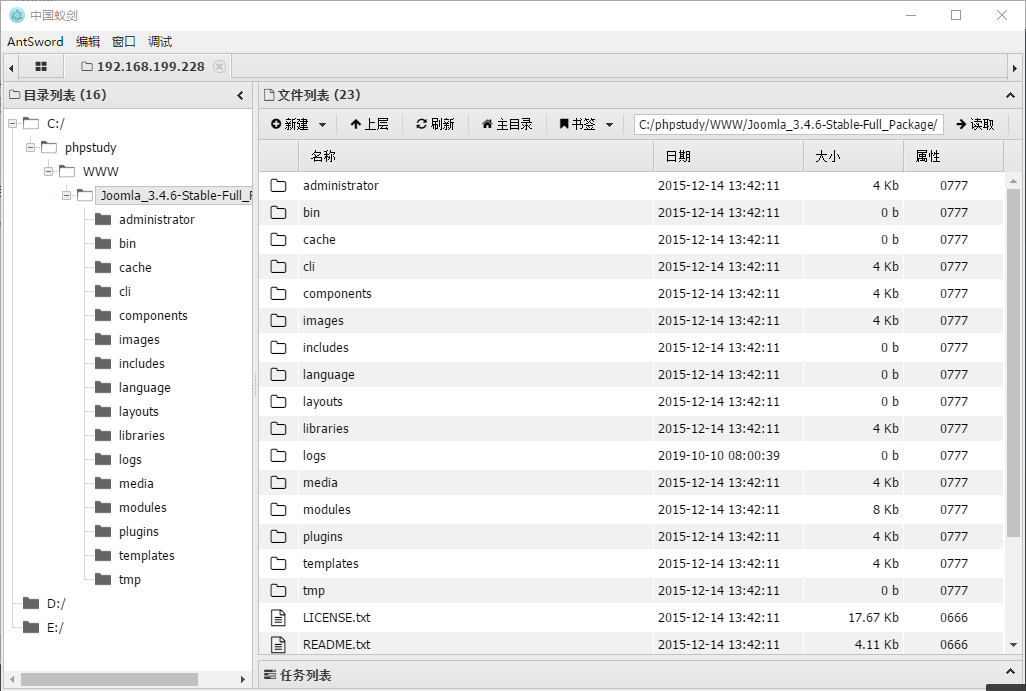 中国蚁剑
AntSword 编辑 窗口 调试
192.168.199.228
目录列表 (16)
C:/
phpstudy
WWW
Joomla_3.4.6-Stable-Full_
administrator
bin
cache
cli
components
images
includes
language
layouts
libraries
logs
media
modules
plugins
templates
tmp
D:/
E:/
文件列表 (23)
新建 上层 刷新 主目录 书签 C:/phpstudy/WWW/Joomla_3.4.6-Stable-Full_Package/ 读取
名称 日期 大小 属性
administrator 2015-12-14 13:42:11 4 Kb 0777
bin 2015-12-14 13:42:11 0 b 0777
cache 2015-12-14 13:42:11 0 b 0777
cli 2015-12-14 13:42:11 4 Kb 0777
components 2015-12-14 13:42:11 4 Kb 0777
images 2015-12-14 13:42:11 4 Kb 0777
includes 2015-12-14 13:42:11 0 b 0777
language 2015-12-14 13:42:11 0 b 0777
layouts 2015-12-14 13:42:11 0 b 0777
libraries 2015-12-14 13:42:11 4 Kb 0777
logs 2019-10-10 08:00:39 0 b 0777
media 2015-12-14 13:42:11 4 Kb 0777
modules 2015-12-14 13:42:11 8 Kb 0777
plugins 2015-12-14 13:42:11 4 Kb 0777
templates 2015-12-14 13:42:11 4 Kb 0777
tmp 2015-12-14 13:42:11 0 b 0777
LICENSE.txt 2015-12-14 13:42:11 17.67 Kb 0666
README.txt 2015-12-14 13:42:11 4.11 Kb 0666
任务列表